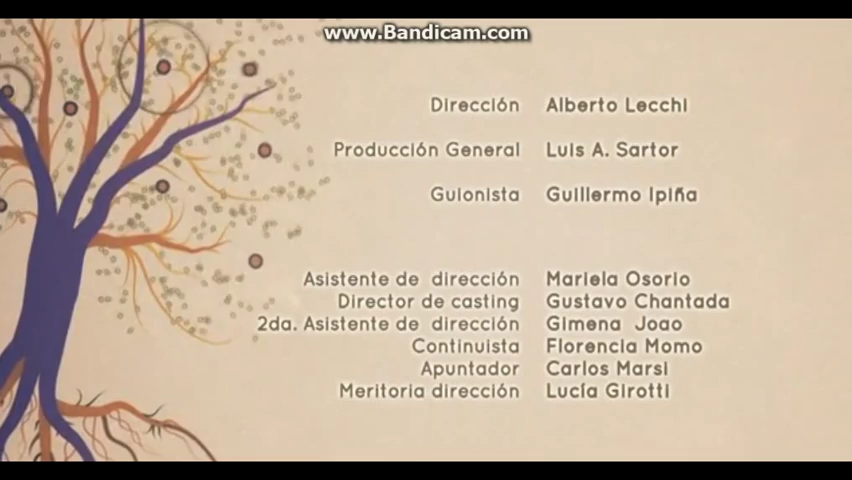 www.Bandicam.com
Dirección Alberto Lecchi
Producción General Luis A. Sartor
Guionista Guillermo Ipiña
Asistente de dirección Mariela Osorio
Director de casting Gustavo Chantada
2da. Asistente de dirección Gimena Joao
Continuista Florencia Momo
Apuntador Carlos Marsi
Meritoria dirección Lucía Girotti